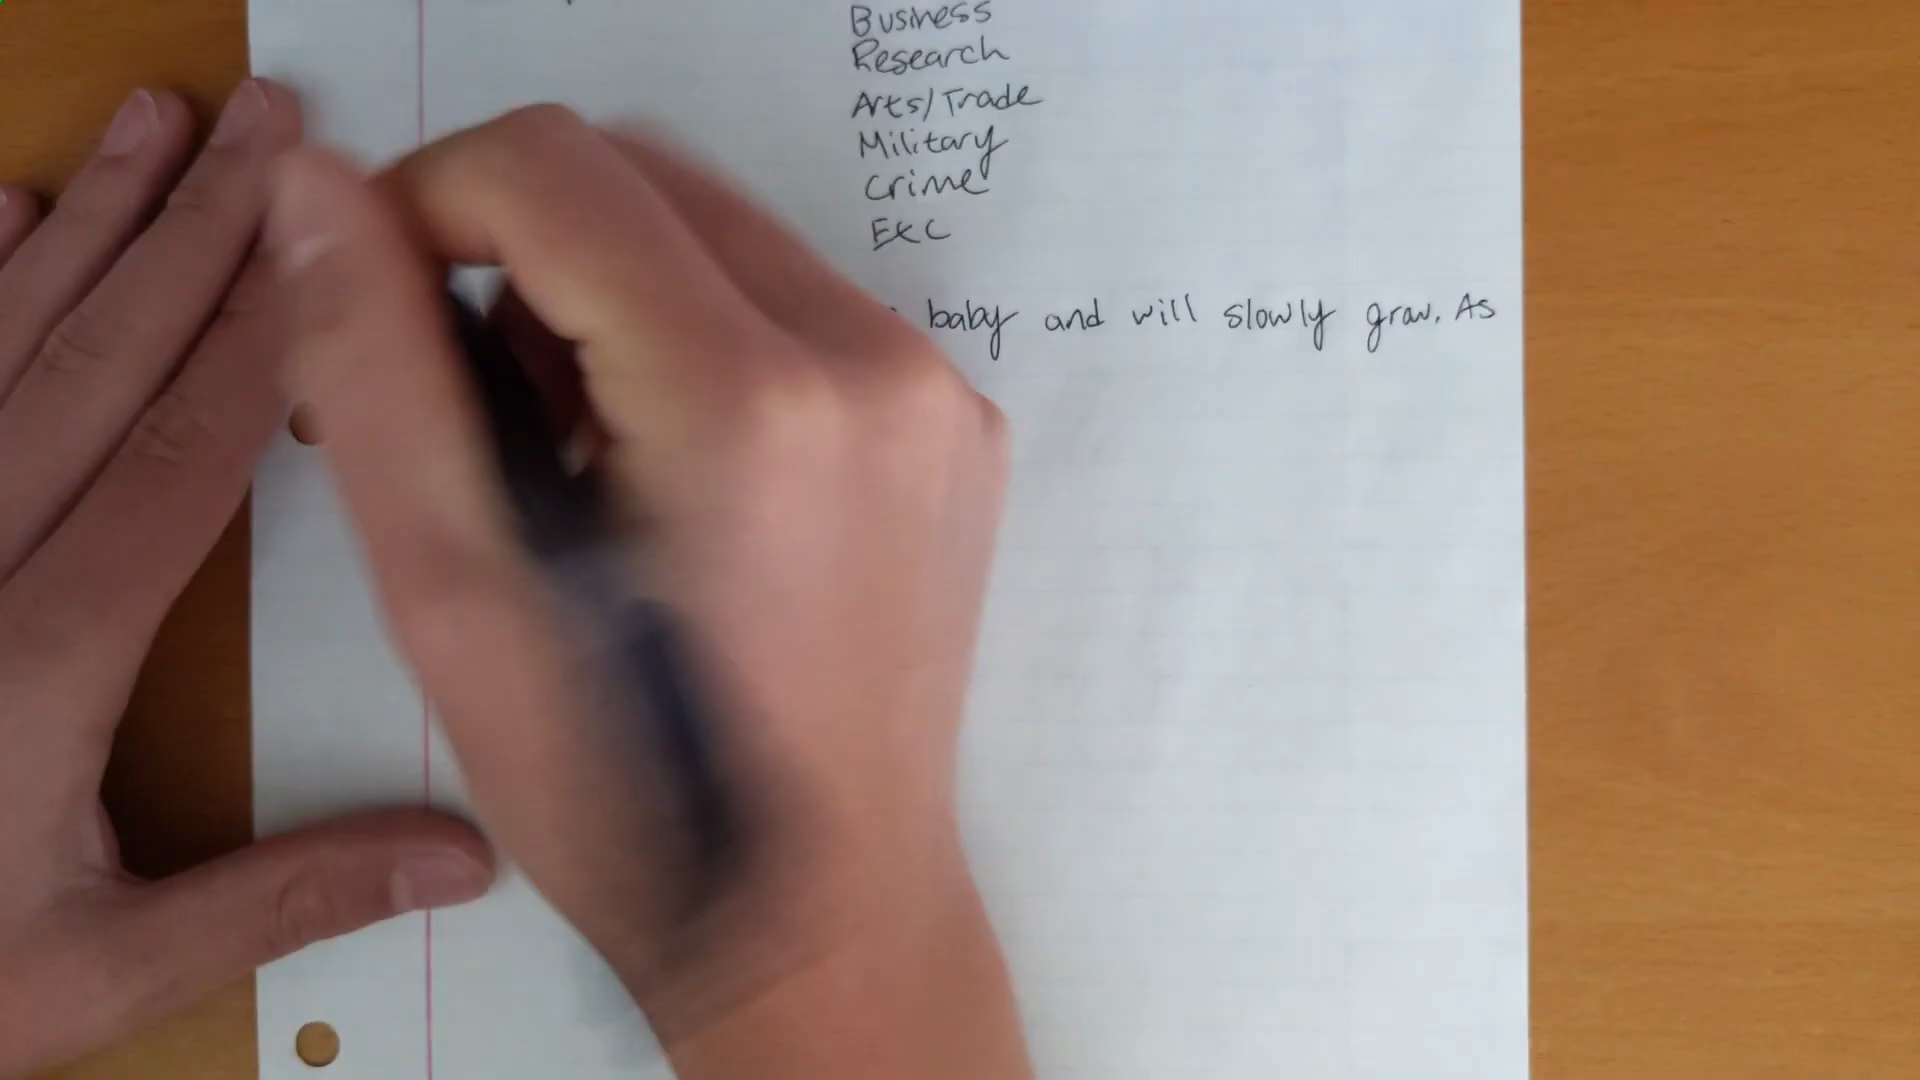 Business
Research
Arts/Trade
Military
Crime
Etc
baby and will slowly grow. As